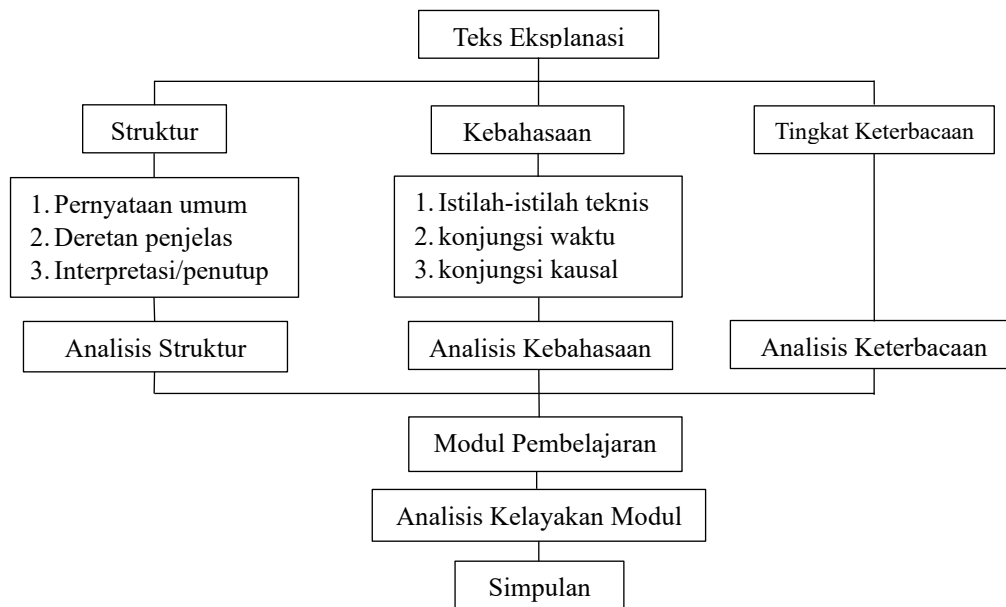 Teks Eksplanasi
Struktur
Kebahasaan
Tingkat Keterbacaan
1. Pernyataan umum
2. Deretan penjelas
3. Interpretasi/penutup
1. Istilah-istilah teknis
2. konjungsi waktu
3. konjungsi kausal
Analisis Struktur
Analisis Kebahasaan
Analisis Keterbacaan
Modul Pembelajaran
Analisis Kelayakan Modul
Simpulan